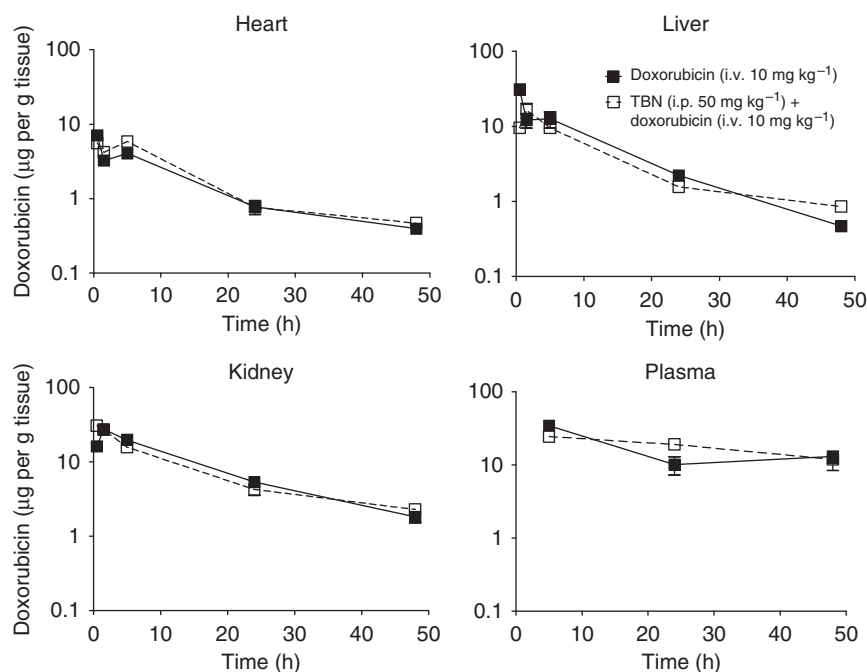 Heart
Doxorubicin (μg per g tissue)
100
10
1
0.1
0 10 20 30 40 50
Time (h)
Liver
100
10
1
0.1
Doxorubicin (i.v. 10 mg kg⁻¹)
TBN (i.p. 50 mg kg⁻¹) +
doxorubicin (i.v. 10 mg kg⁻¹)
0 10 20 30 40 50
Time (h)
Kidney
Doxorubicin (μg per g tissue)
100
10
1
0.1
0 10 20 30 40 50
Time (h)
Plasma
100
10
1
0.1
0 10 20 30 40 50
Time (h)